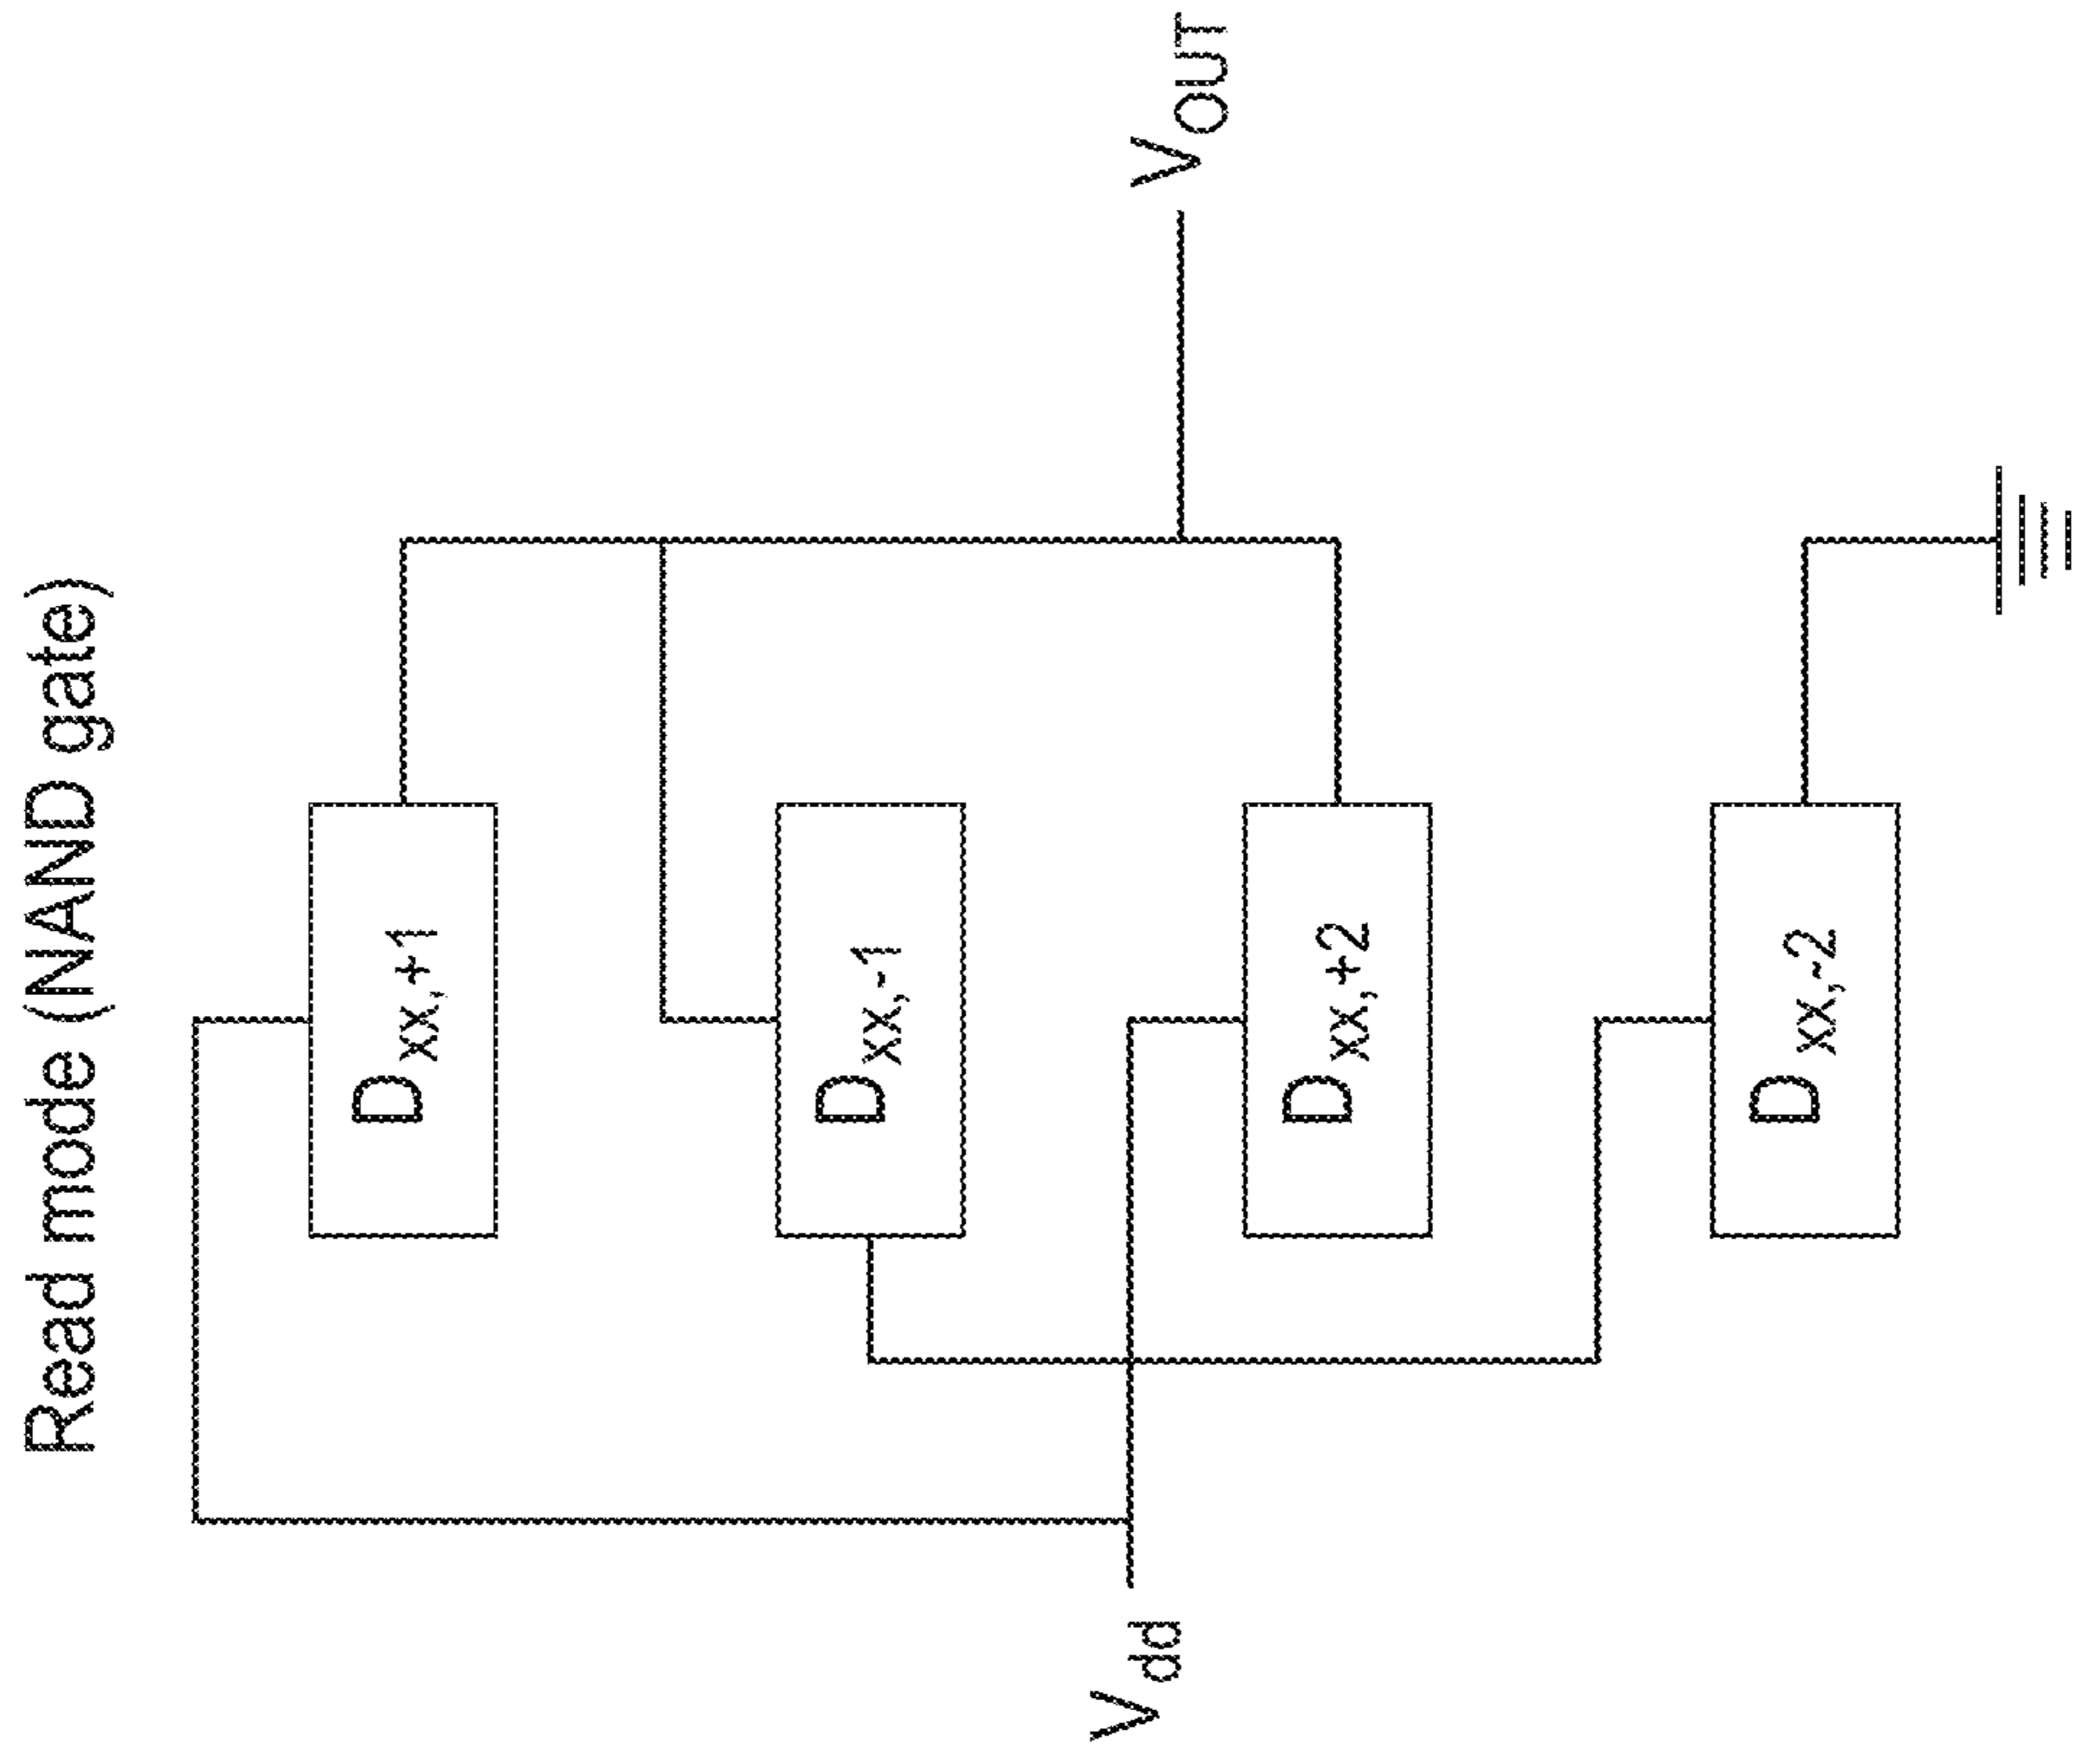 Read mode (NAND gate)
Vdd
Dxx,+1
Dxx,-1
Dxx,+2
Dxx,-2
VOUT